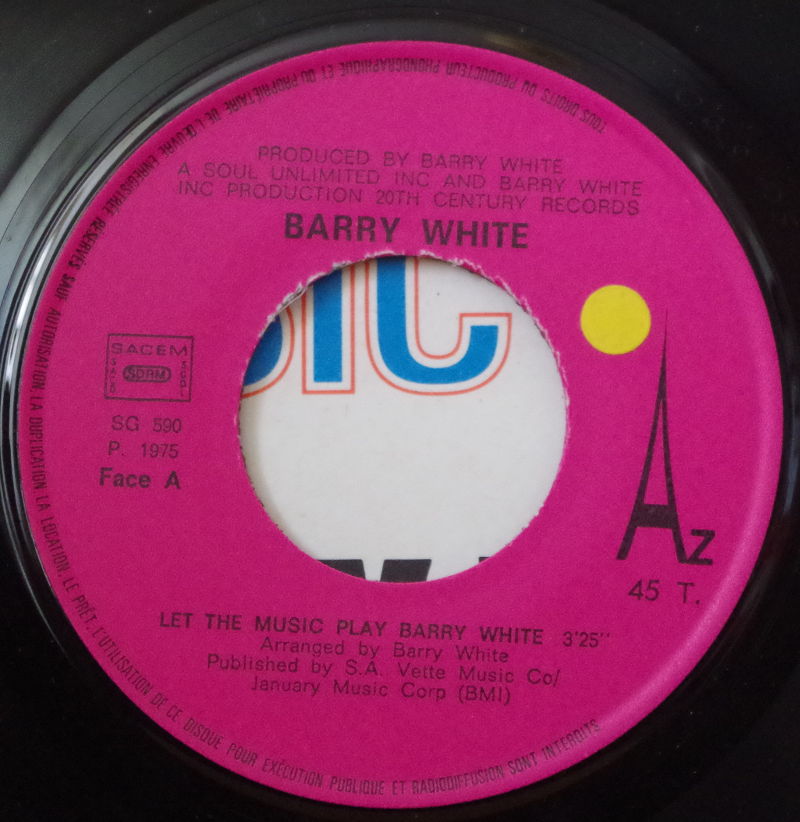 TOUS DROITS DU PRODUCTEUR PHONOGRAPHIQUE ET DU PROPRIÉTAIRE DE L'ŒUVRE ENREGISTRÉE RÉSERVÉS SAUF AUTORISATION, LA DUPLICATION, LA LOCATION, LE PRÊT, L'UTILISATION DE CE DISQUE POUR EXÉCUTION PUBLIQUE ET RADIODIFFUSION SONT INTERDITS
PRODUCED BY BARRY WHITE
A SOUL UNLIMITED INC AND BARRY WHITE
INC PRODUCTION 20TH CENTURY RECORDS
BARRY WHITE
SIC
SACEM
SACD
SDRM
SCDL
SG 590
P. 1975
Face A
AZ
45 T.
LET THE MUSIC PLAY BARRY WHITE 3'25"
Arranged by Barry White
Published by S.A. Vette Music Co/
January Music Corp (BMI)